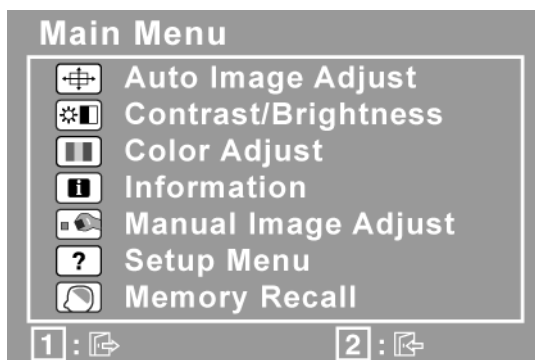 Main Menu
Auto Image Adjust
Contrast/Brightness
Color Adjust
i Information
Manual Image Adjust
? Setup Menu
Memory Recall
1 : 2 :